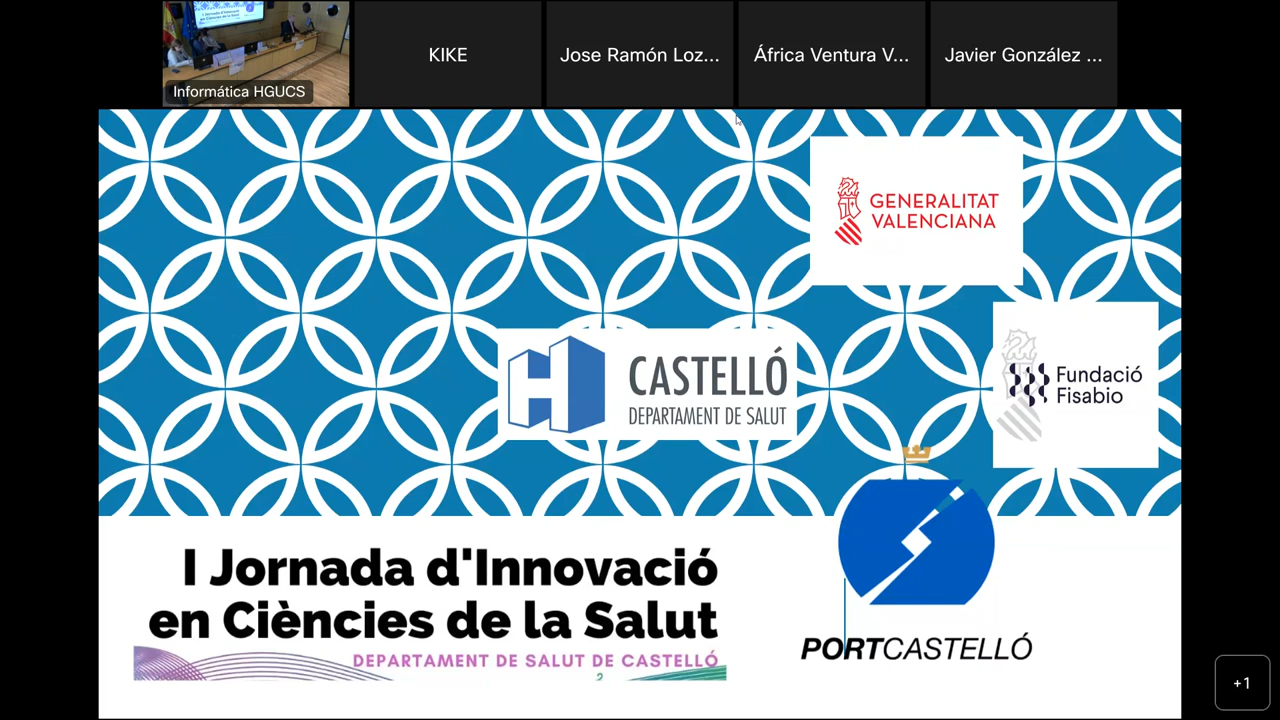 Informática HGUCS
KIKE
Jose Ramón Loz...
África Ventura V...
Javier González ...
GENERALITAT
VALENCIANA
CASTELLÓ
DEPARTAMENT DE SALUT
Fundació
Fisabio
I Jornada d'Innovació
en Ciències de la Salut
DEPARTAMENT DE SALUT DE CASTELLÓ
PORTCASTELLÓ
+1